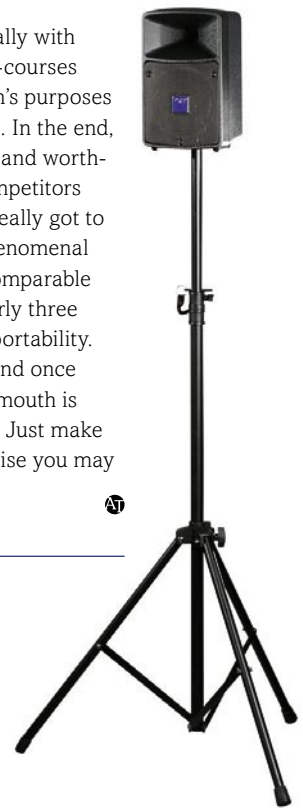 ally with
-courses
n's purposes
. In the end,
and worth-
mpetitors
eally got to
enomenal
omparable
rly three
ortability.
nd once
mouth is
Just make
ise you may
AT